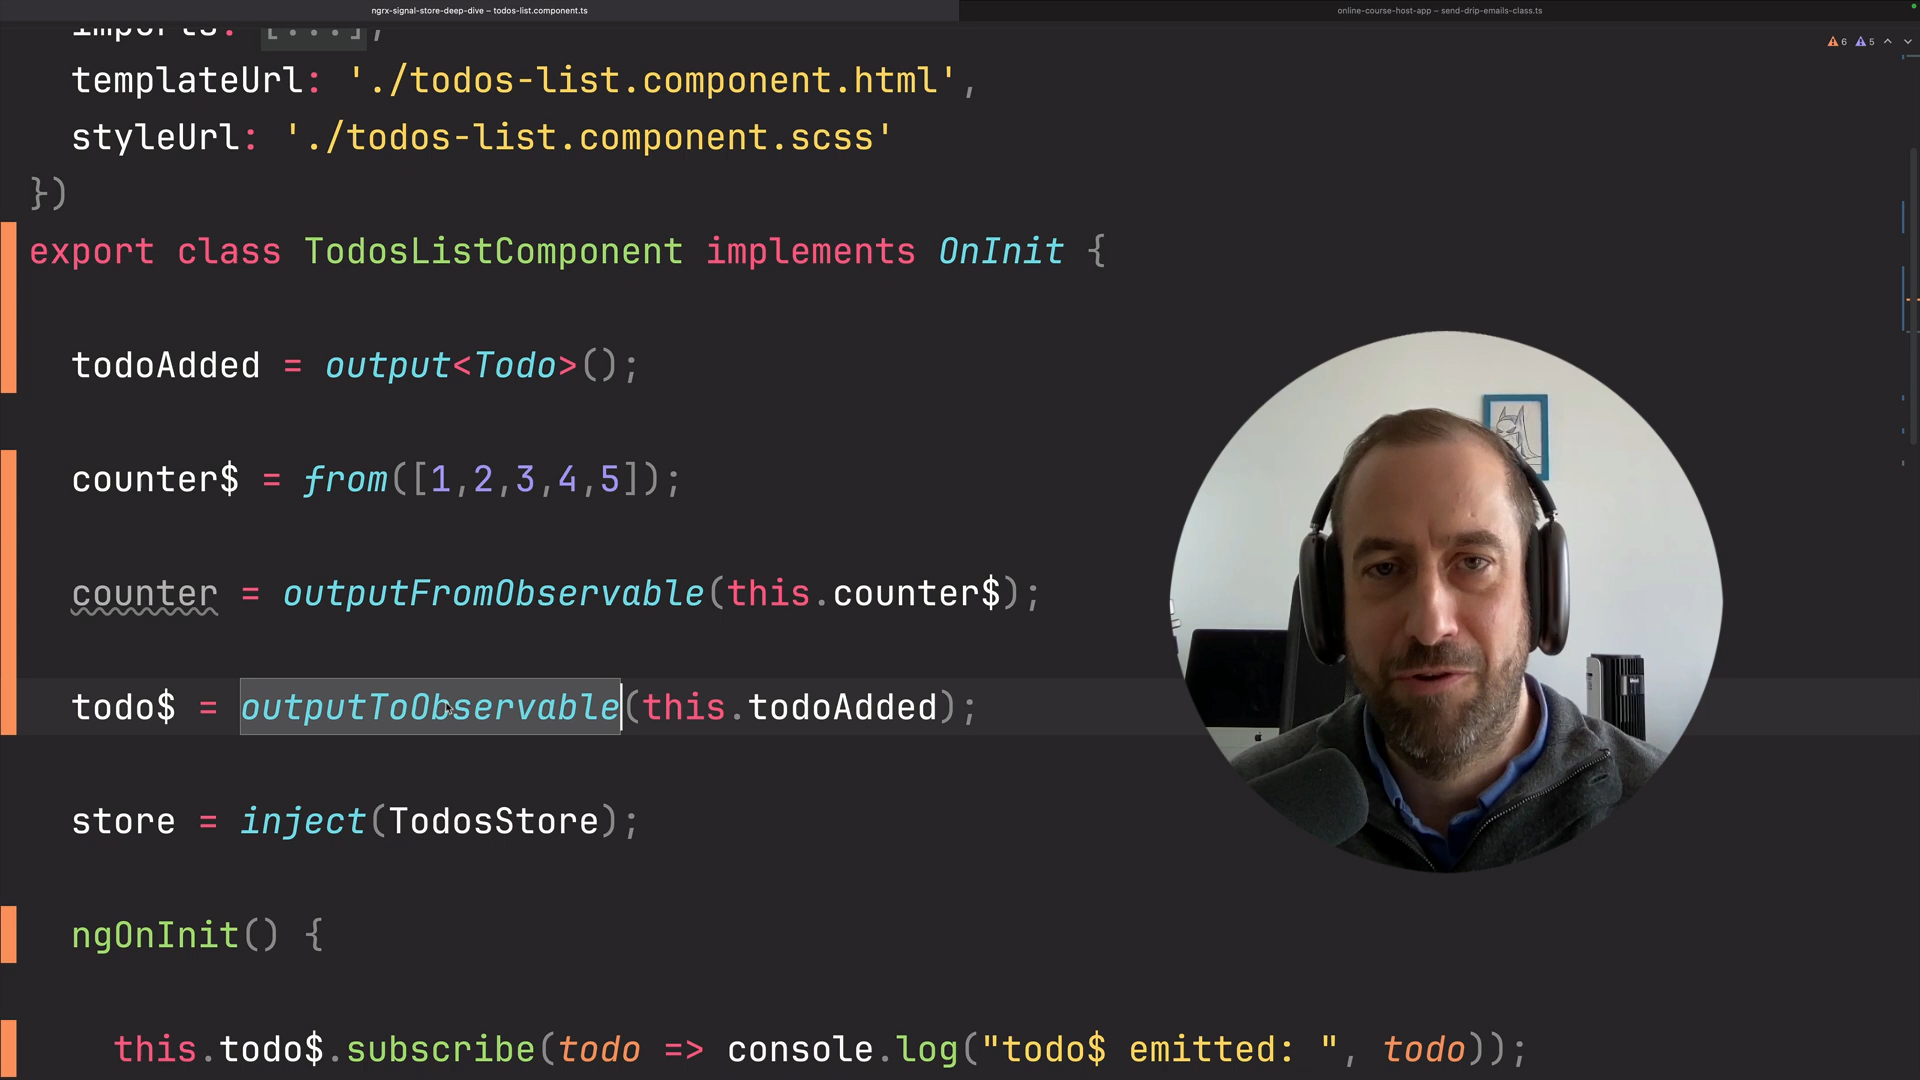 ngrx-signal-store-deep-dive – todos-list.component.ts
online-course-host-app – send-drip-emails-class.ts
imports: [...],
6 5
templateUrl: './todos-list.component.html',
styleUrl: './todos-list.component.scss'
})
export class TodosListComponent implements OnInit {
todoAdded = output<Todo>();
counter$ = from([1,2,3,4,5]);
counter = outputFromObservable(this.counter$);
todo$ = outputToObservable(this.todoAdded);
store = inject(TodosStore);
ngOnInit() {
this.todo$.subscribe(todo => console.log("todo$ emitted: ", todo));